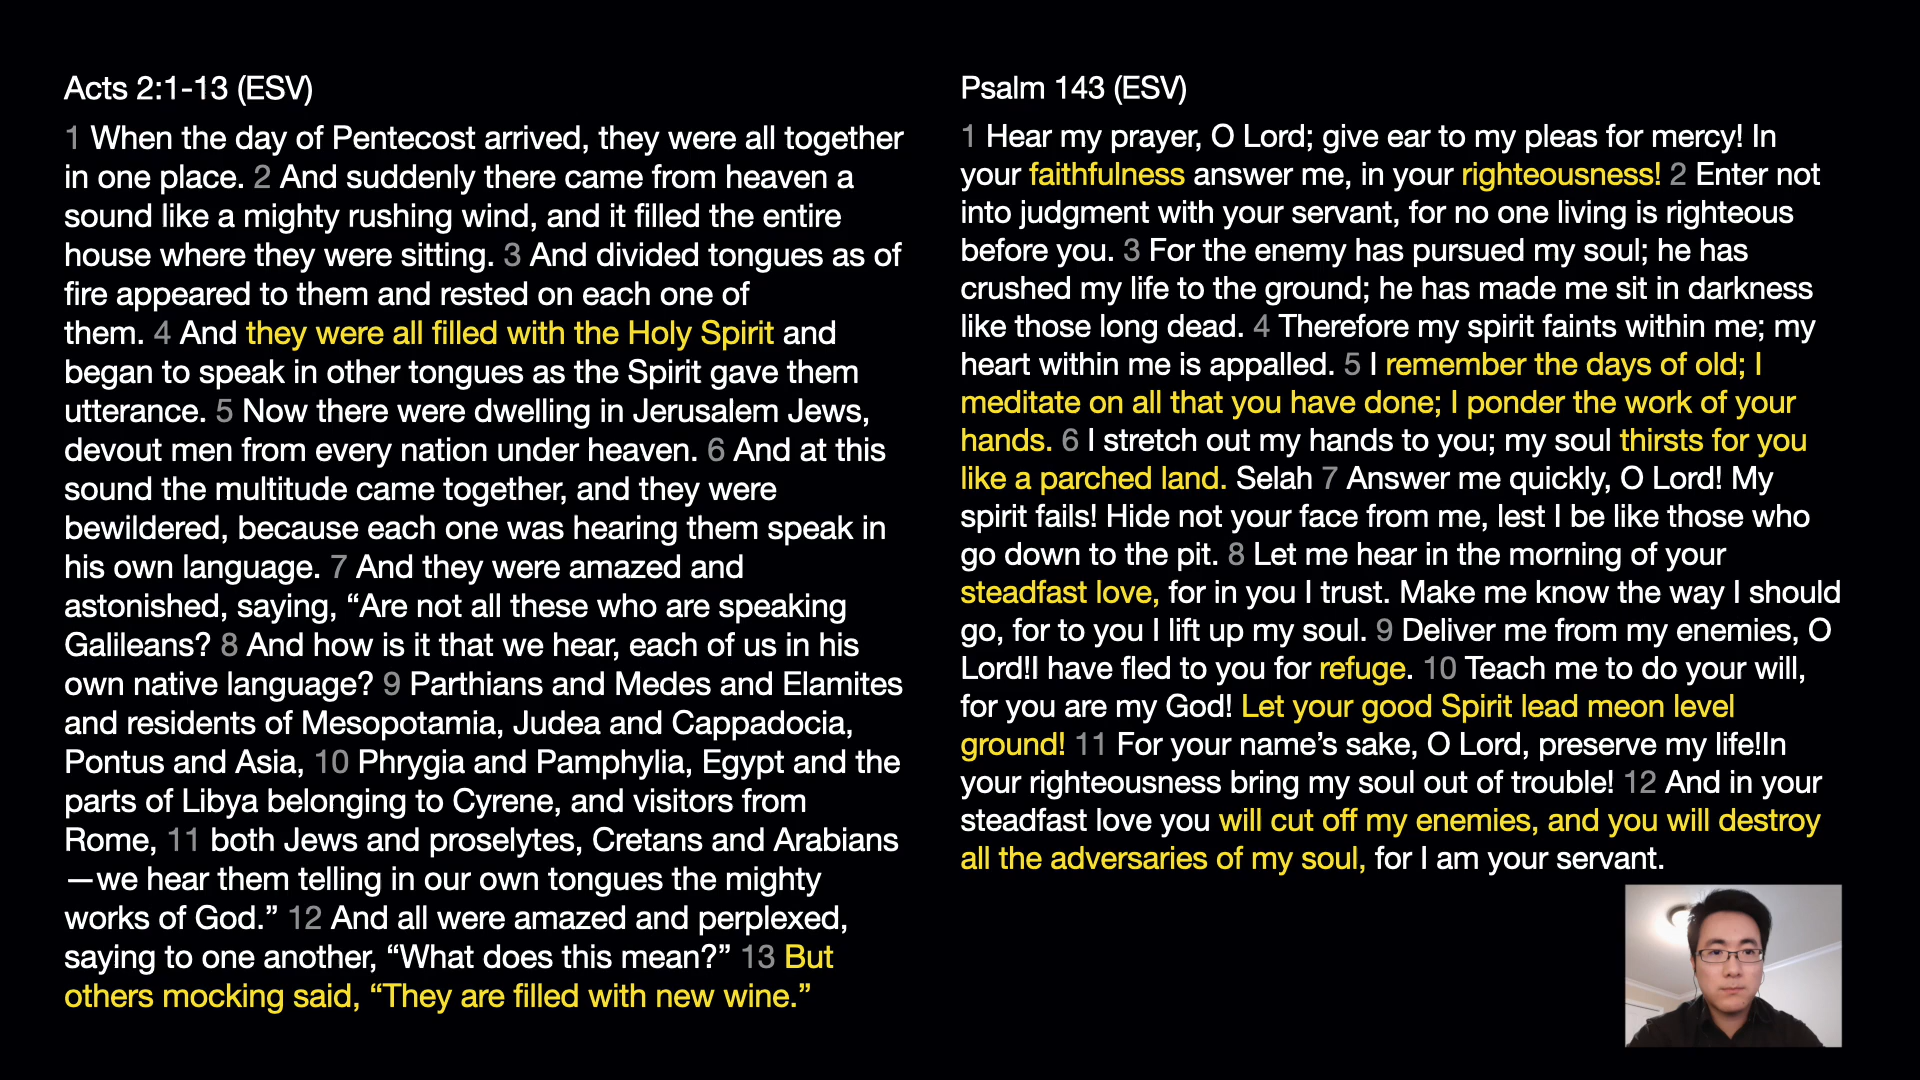 Acts 2:1-13 (ESV)
1 When the day of Pentecost arrived, they were all together
in one place. 2 And suddenly there came from heaven a
sound like a mighty rushing wind, and it filled the entire
house where they were sitting. 3 And divided tongues as of
fire appeared to them and rested on each one of
them. 4 And they were all filled with the Holy Spirit and
began to speak in other tongues as the Spirit gave them
utterance. 5 Now there were dwelling in Jerusalem Jews,
devout men from every nation under heaven. 6 And at this
sound the multitude came together, and they were
bewildered, because each one was hearing them speak in
his own language. 7 And they were amazed and
astonished, saying, “Are not all these who are speaking
Galileans? 8 And how is it that we hear, each of us in his
own native language? 9 Parthians and Medes and Elamites
and residents of Mesopotamia, Judea and Cappadocia,
Pontus and Asia, 10 Phrygia and Pamphylia, Egypt and the
parts of Libya belonging to Cyrene, and visitors from
Rome, 11 both Jews and proselytes, Cretans and Arabians
—we hear them telling in our own tongues the mighty
works of God.” 12 And all were amazed and perplexed,
saying to one another, “What does this mean?” 13 But
others mocking said, “They are filled with new wine.”
Psalm 143 (ESV)
1 Hear my prayer, O Lord; give ear to my pleas for mercy! In
your faithfulness answer me, in your righteousness! 2 Enter not
into judgment with your servant, for no one living is righteous
before you. 3 For the enemy has pursued my soul; he has
crushed my life to the ground; he has made me sit in darkness
like those long dead. 4 Therefore my spirit faints within me; my
heart within me is appalled. 5 I remember the days of old; I
meditate on all that you have done; I ponder the work of your
hands. 6 I stretch out my hands to you; my soul thirsts for you
like a parched land. Selah 7 Answer me quickly, O Lord! My
spirit fails! Hide not your face from me, lest I be like those who
go down to the pit. 8 Let me hear in the morning of your
steadfast love, for in you I trust. Make me know the way I should
go, for to you I lift up my soul. 9 Deliver me from my enemies, O
Lord!I have fled to you for refuge. 10 Teach me to do your will,
for you are my God! Let your good Spirit lead meon level
ground! 11 For your name’s sake, O Lord, preserve my life!In
your righteousness bring my soul out of trouble! 12 And in your
steadfast love you will cut off my enemies, and you will destroy
all the adversaries of my soul, for I am your servant.